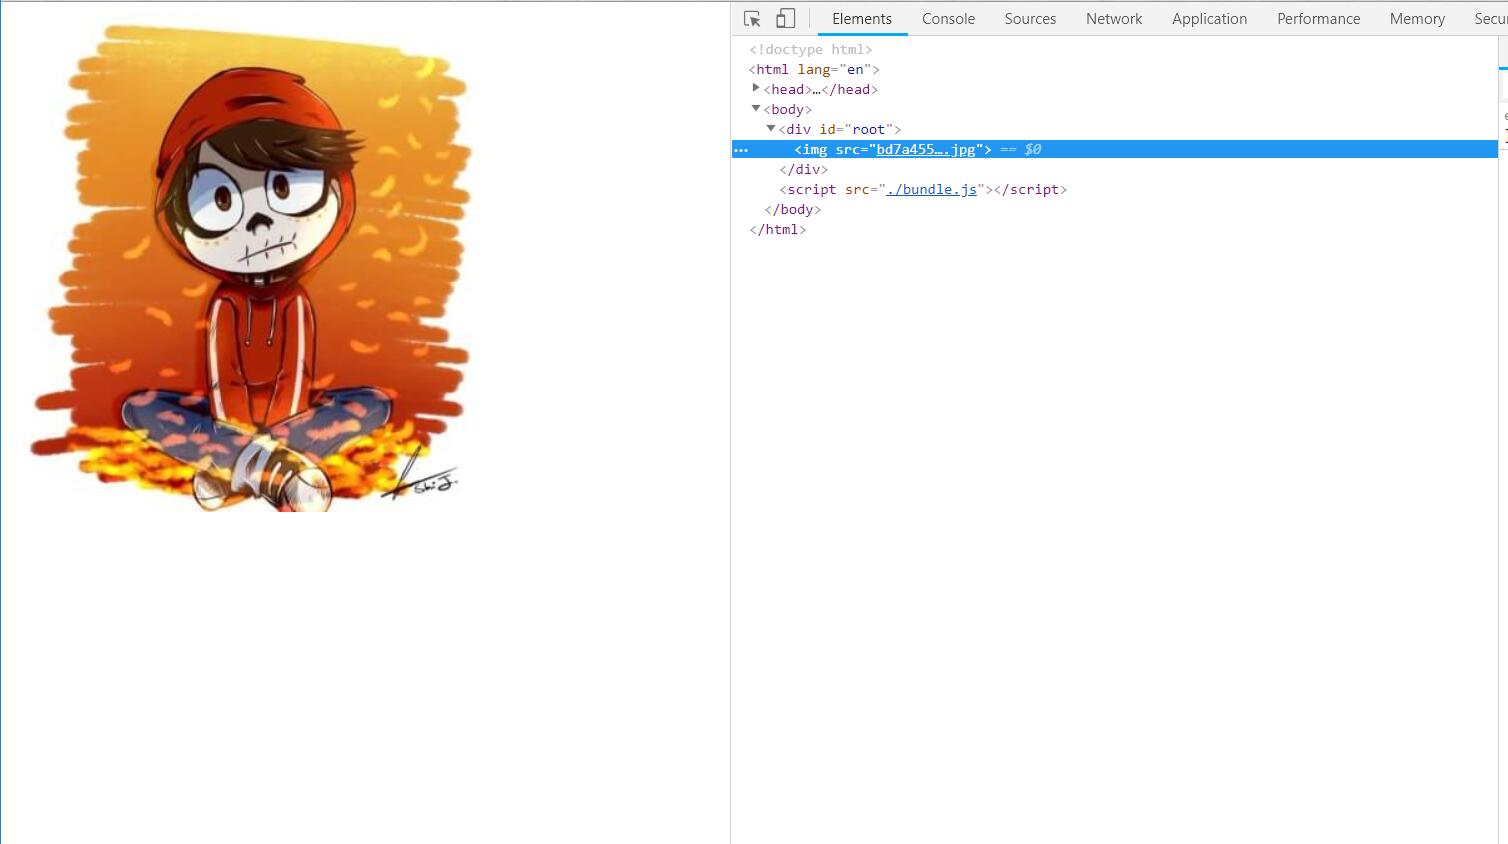 Elements Console Sources Network Application Performance Memory Secu
<!doctype html>
<html lang="en">
<head>…</head>
<body>
<div id="root">
<img src="bd7a455….jpg"> == $0
</div>
<script src="./bundle.js"></script>
</body>
</html>